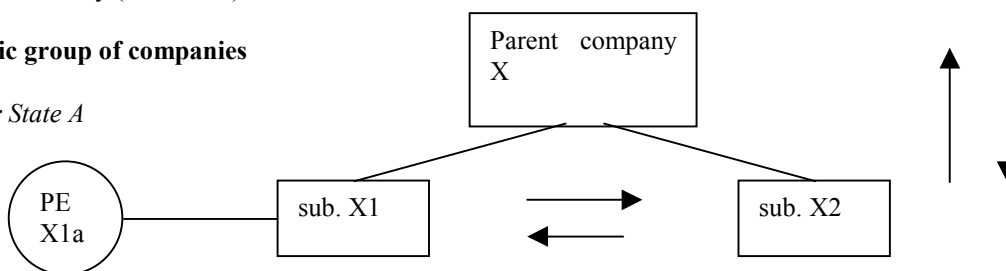 ic group of companies
State A
Parent company
X
PE
X1a
sub. X1
sub. X2